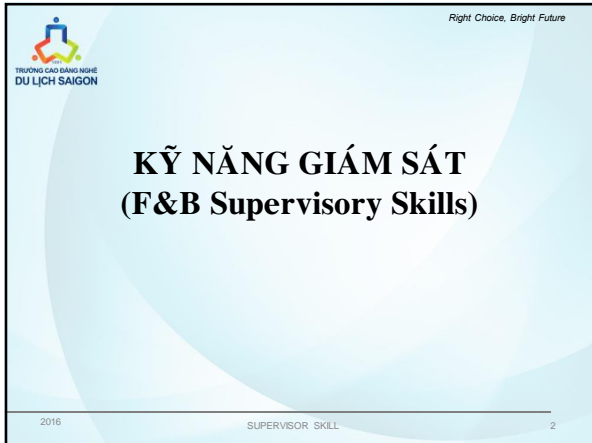 Right Choice, Bright Future
TRƯỜNG CAO ĐẲNG NGHỀ
DU LỊCH SAIGON
KỸ NĂNG GIÁM SÁT
(F&B Supervisory Skills)
2016
SUPERVISOR SKILL
2